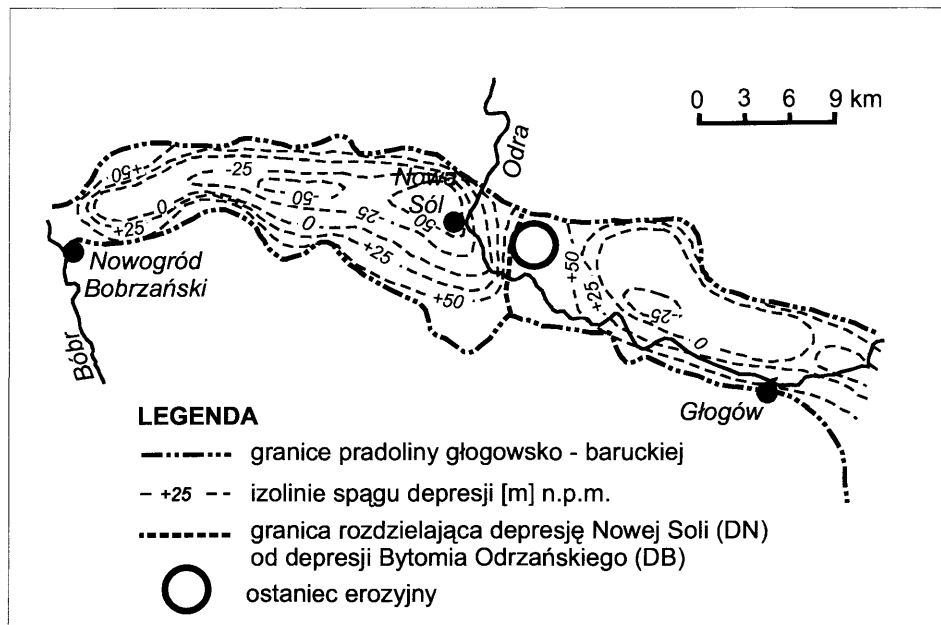 0 3 6 9 km
Odra
+50
-25
Nowa
Sól
-50
-50
0
0
+25
-25
+25
+50
+50
+25
-25
0
Nowogród
Bobrzański
Bóbr
Głogów
LEGENDA
granice pradoliny głogowsko - baruckiej
+25 izolinie spągu depresji [m] n.p.m.
granica rozdzielająca depresję Nowej Soli (DN)
od depresji Bytomia Odrzańskiego (DB)
ostaniec erozyjny